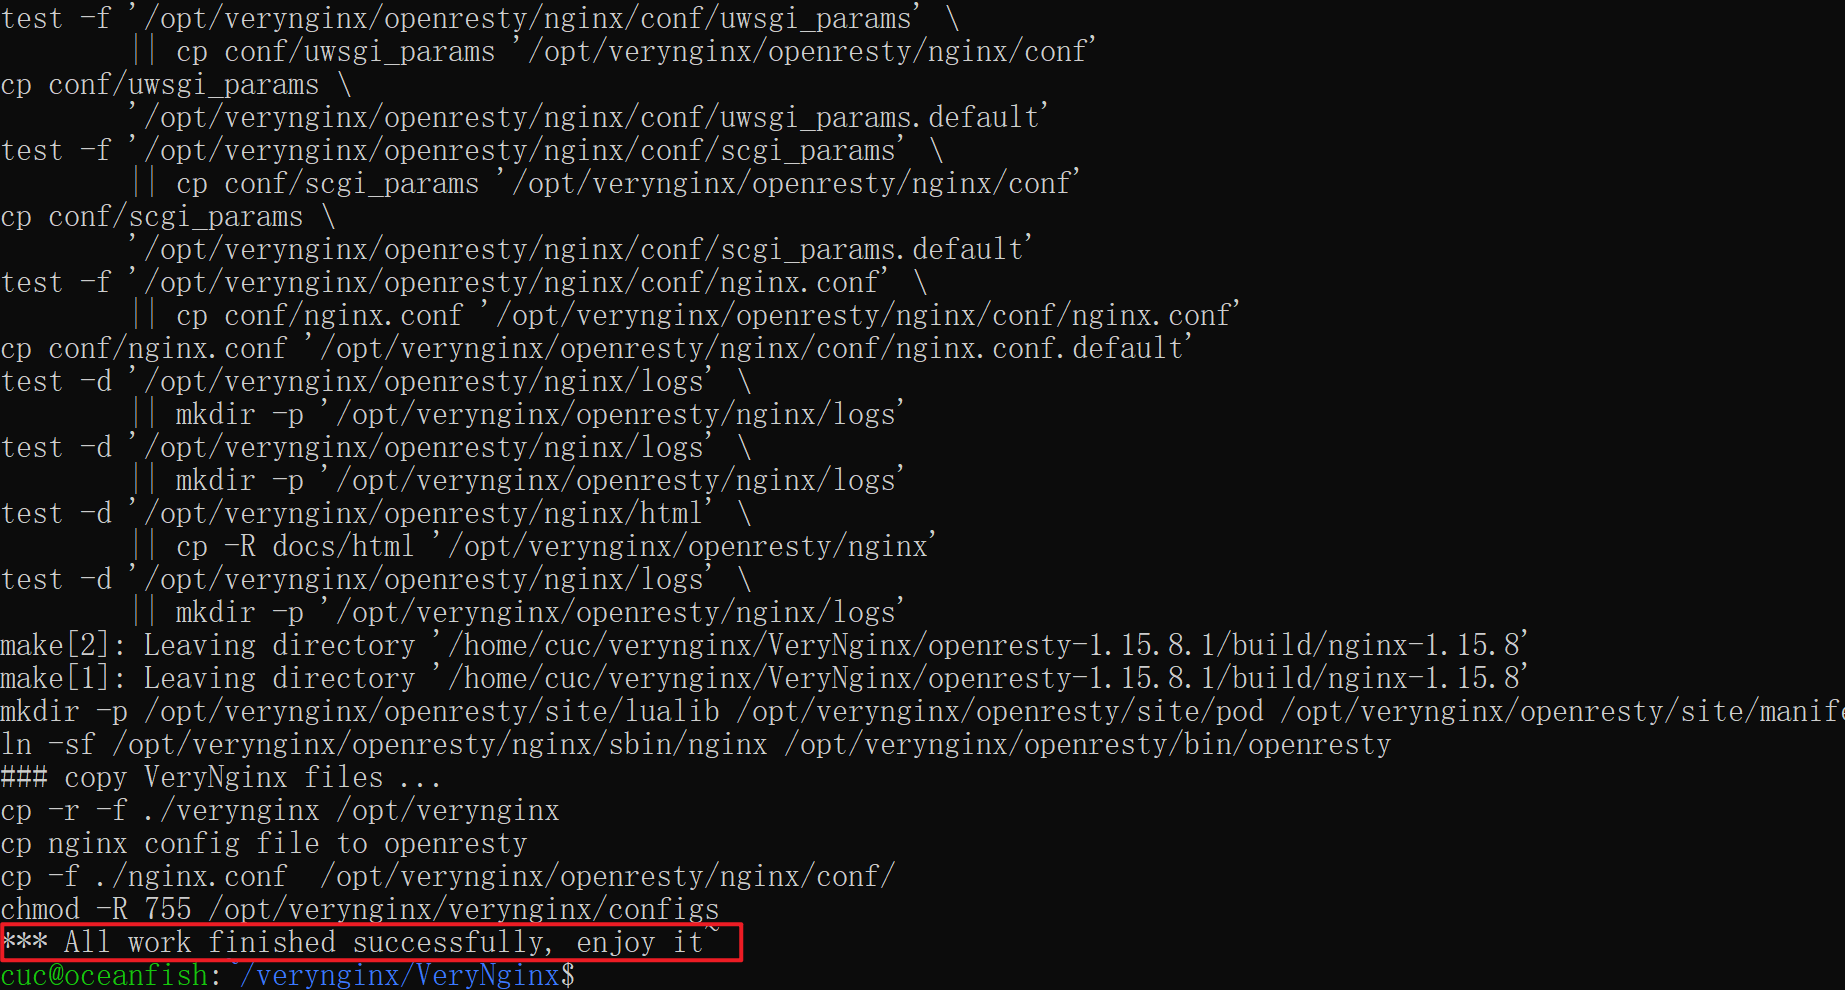 test -f '/opt/verynginx/openresty/nginx/conf/uwsgi_params' \
|| cp conf/uwsgi_params '/opt/verynginx/openresty/nginx/conf'
cp conf/uwsgi_params \
'/opt/verynginx/openresty/nginx/conf/uwsgi_params.default'
test -f '/opt/verynginx/openresty/nginx/conf/scgi_params' \
|| cp conf/scgi_params '/opt/verynginx/openresty/nginx/conf'
cp conf/scgi_params \
'/opt/verynginx/openresty/nginx/conf/scgi_params.default'
test -f '/opt/verynginx/openresty/nginx/conf/nginx.conf' \
|| cp conf/nginx.conf '/opt/verynginx/openresty/nginx/conf/nginx.conf'
cp conf/nginx.conf '/opt/verynginx/openresty/nginx/conf/nginx.conf.default'
test -d '/opt/verynginx/openresty/nginx/logs' \
|| mkdir -p '/opt/verynginx/openresty/nginx/logs'
test -d '/opt/verynginx/openresty/nginx/logs' \
|| mkdir -p '/opt/verynginx/openresty/nginx/logs'
test -d '/opt/verynginx/openresty/nginx/html' \
|| cp -R docs/html '/opt/verynginx/openresty/nginx'
test -d '/opt/verynginx/openresty/nginx/logs' \
|| mkdir -p '/opt/verynginx/openresty/nginx/logs'
make[2]: Leaving directory '/home/cuc/verynginx/VeryNginx/openresty-1.15.8.1/build/nginx-1.15.8'
make[1]: Leaving directory '/home/cuc/verynginx/VeryNginx/openresty-1.15.8.1/build/nginx-1.15.8'
mkdir -p /opt/verynginx/openresty/site/lualib /opt/verynginx/openresty/site/pod /opt/verynginx/openresty/site/manife
ln -sf /opt/verynginx/openresty/nginx/sbin/nginx /opt/verynginx/openresty/bin/openresty
### copy VeryNginx files ...
cp -r -f ./verynginx /opt/verynginx
cp nginx config file to openresty
cp -f ./nginx.conf  /opt/verynginx/openresty/nginx/conf/
chmod -R 755 /opt/verynginx/verynginx/configs
*** All work finished successfully, enjoy it~
cuc@oceanfish:~/verynginx/VeryNginx$